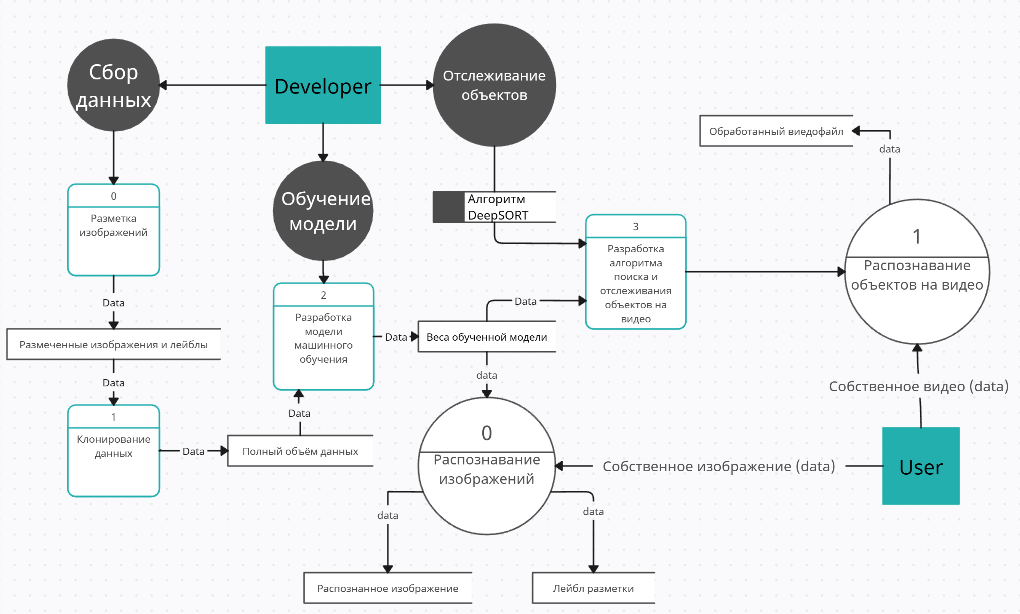 Сбор
данных
Developer
Отслеживание
объектов
Обработанный виедофайл
data
0
Разметка
изображений
Обучение
модели
Алгоритм
DeepSORT
3
Разработка
алгоритма
поиска и
отслеживания
объектов на
видео
1
Распознавание
объектов на видео
Data
2
Разработка
модели
машинного
обучения
Data
Размеченные изображения и лейблы
Data
Веса обученной модели
Data
data
Собственное видео (data)
1
Клонирование
данных
Data
Data
Полный объём данных
0
Распознавание
изображений
Собственное изображение (data)
User
data
data
Распознанное изображение
Лейбл разметки